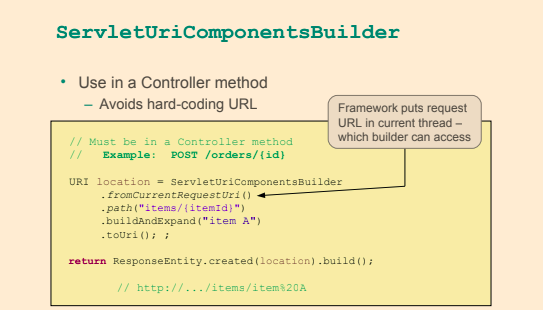 ServletUriComponentsBuilder
• Use in a Controller method
– Avoids hard-coding URL
Framework puts request
URL in current thread –
which builder can access
// Must be in a Controller method
// Example: POST /orders/{id}
URI location = ServletUriComponentsBuilder
.fromCurrentRequestUri()
.path("items/{itemId}")
.buildAndExpand("item A")
.toUri(); ;
return ResponseEntity.created(location).build();
// http://.../items/item%20A